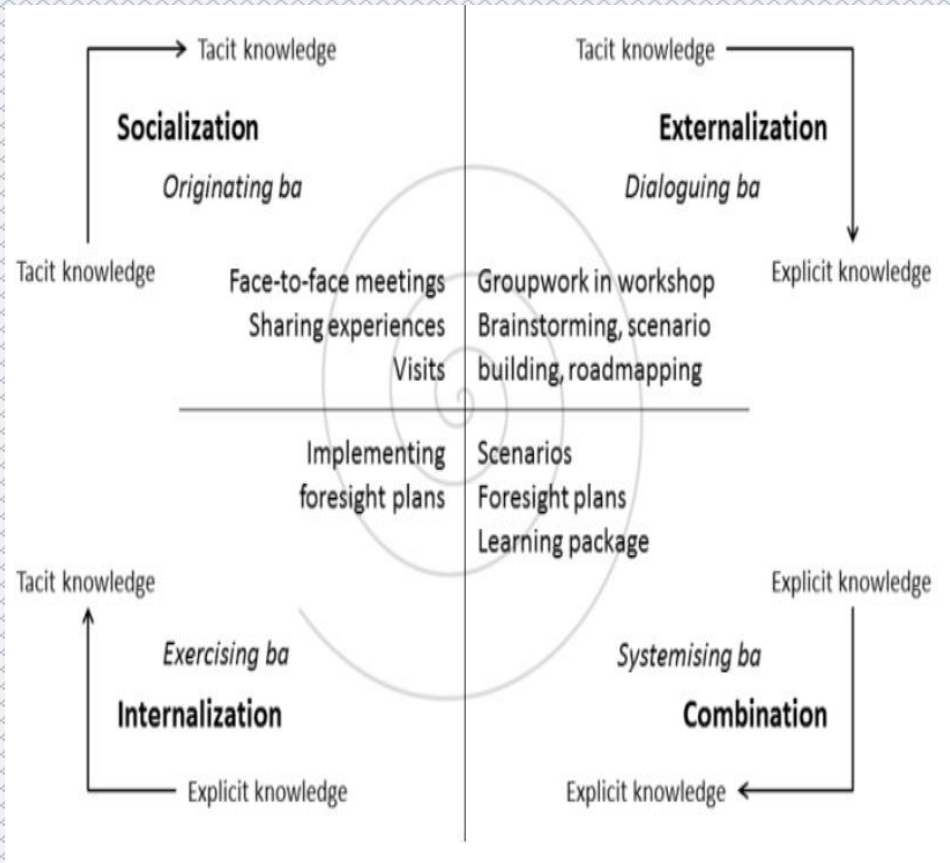 Tacit knowledge
Socialization
Originating ba
Tacit knowledge
Face-to-face meetings
Sharing experiences
Visits
Tacit knowledge
Externalization
Dialoguing ba
Explicit knowledge
Groupwork in workshop
Brainstorming, scenario
building, roadmapping
Implementing
foresight plans
Tacit knowledge
Exercising ba
Internalization
Explicit knowledge
Scenarios
Foresight plans
Learning package
Explicit knowledge
Systemising ba
Combination
Explicit knowledge